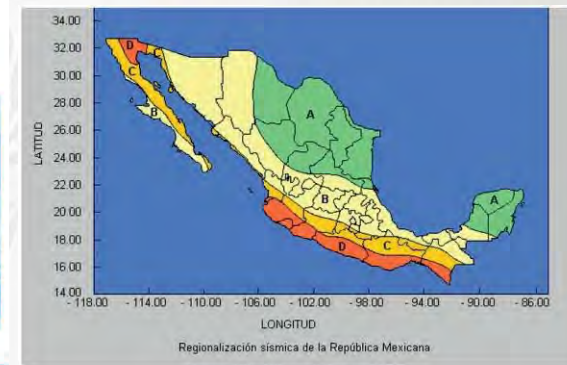 34.00
32.00
30.00
28.00
26.00
24.00
22.00
20.00
18.00
16.00
14.00
LATITUD
D
C
C
B
A
A
B
B
D
C
- 118.00 - 114.00 - 110.00 - 106.00 - 102.00 - 98.00 - 94.00 - 90.00 - 86.00
LONGITUD
Regionalización sísmica de la República Mexicana